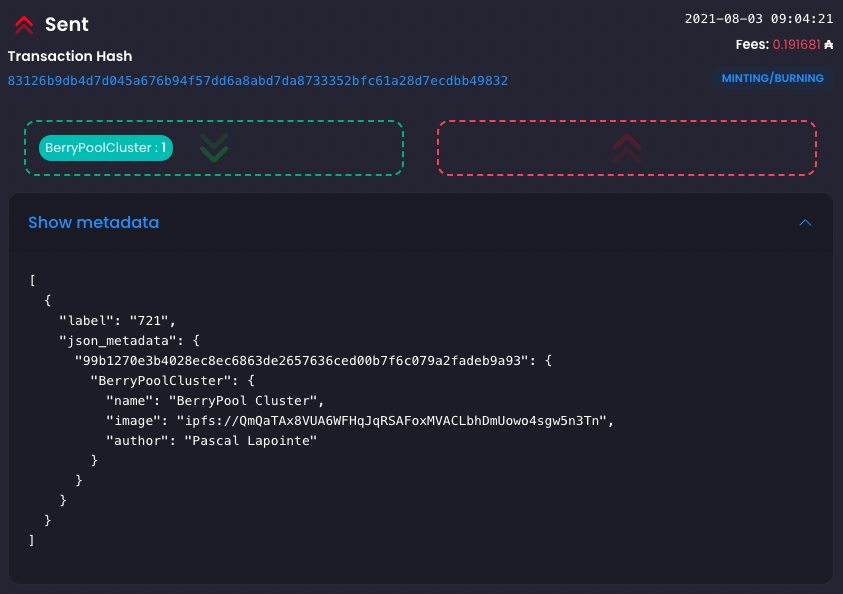 Sent
2021-08-03 09:04:21
Fees: 0.191681 ₳
Transaction Hash
83126b9db4d7d045a676b94f57dd6a8abd7da8733352bfc61a28d7ecdbb49832
MINTING/BURNING
BerryPoolCluster : 1
Show metadata
[
{
"label": "721",
"json_metadata": {
"99b1270e3b4028ec8ec6863de2657636ced00b7f6c079a2fadeb9a93": {
"BerryPoolCluster": {
"name": "BerryPool Cluster",
"image": "ipfs://QmQaTAx8VUA6WFHqJqRSAFoxMVACLbhDmUowo4sgw5n3Tn",
"author": "Pascal Lapointe"
}
}
}
}
]